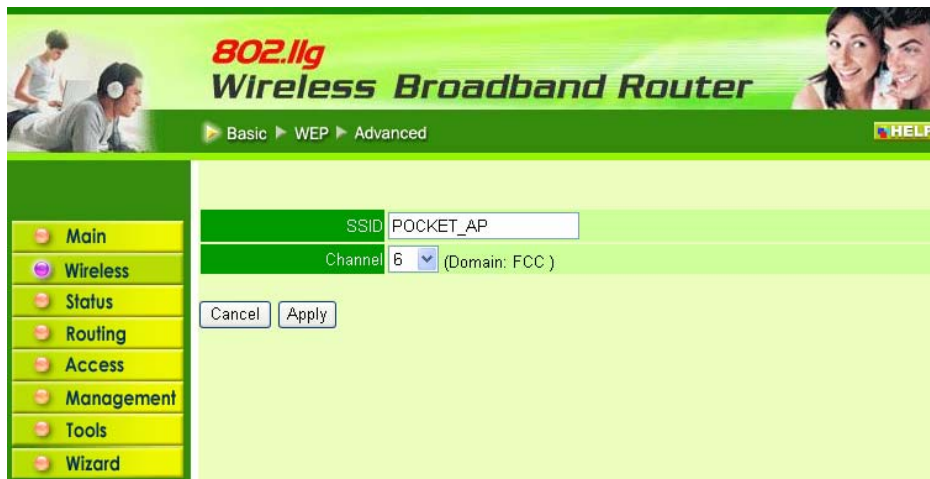 802.11g
Wireless Broadband Router
Basic WEP Advanced
HELP
Main
Wireless
Status
Routing
Access
Management
Tools
Wizard
SSID POCKET_AP
Channel 6 (Domain: FCC )
Cancel Apply